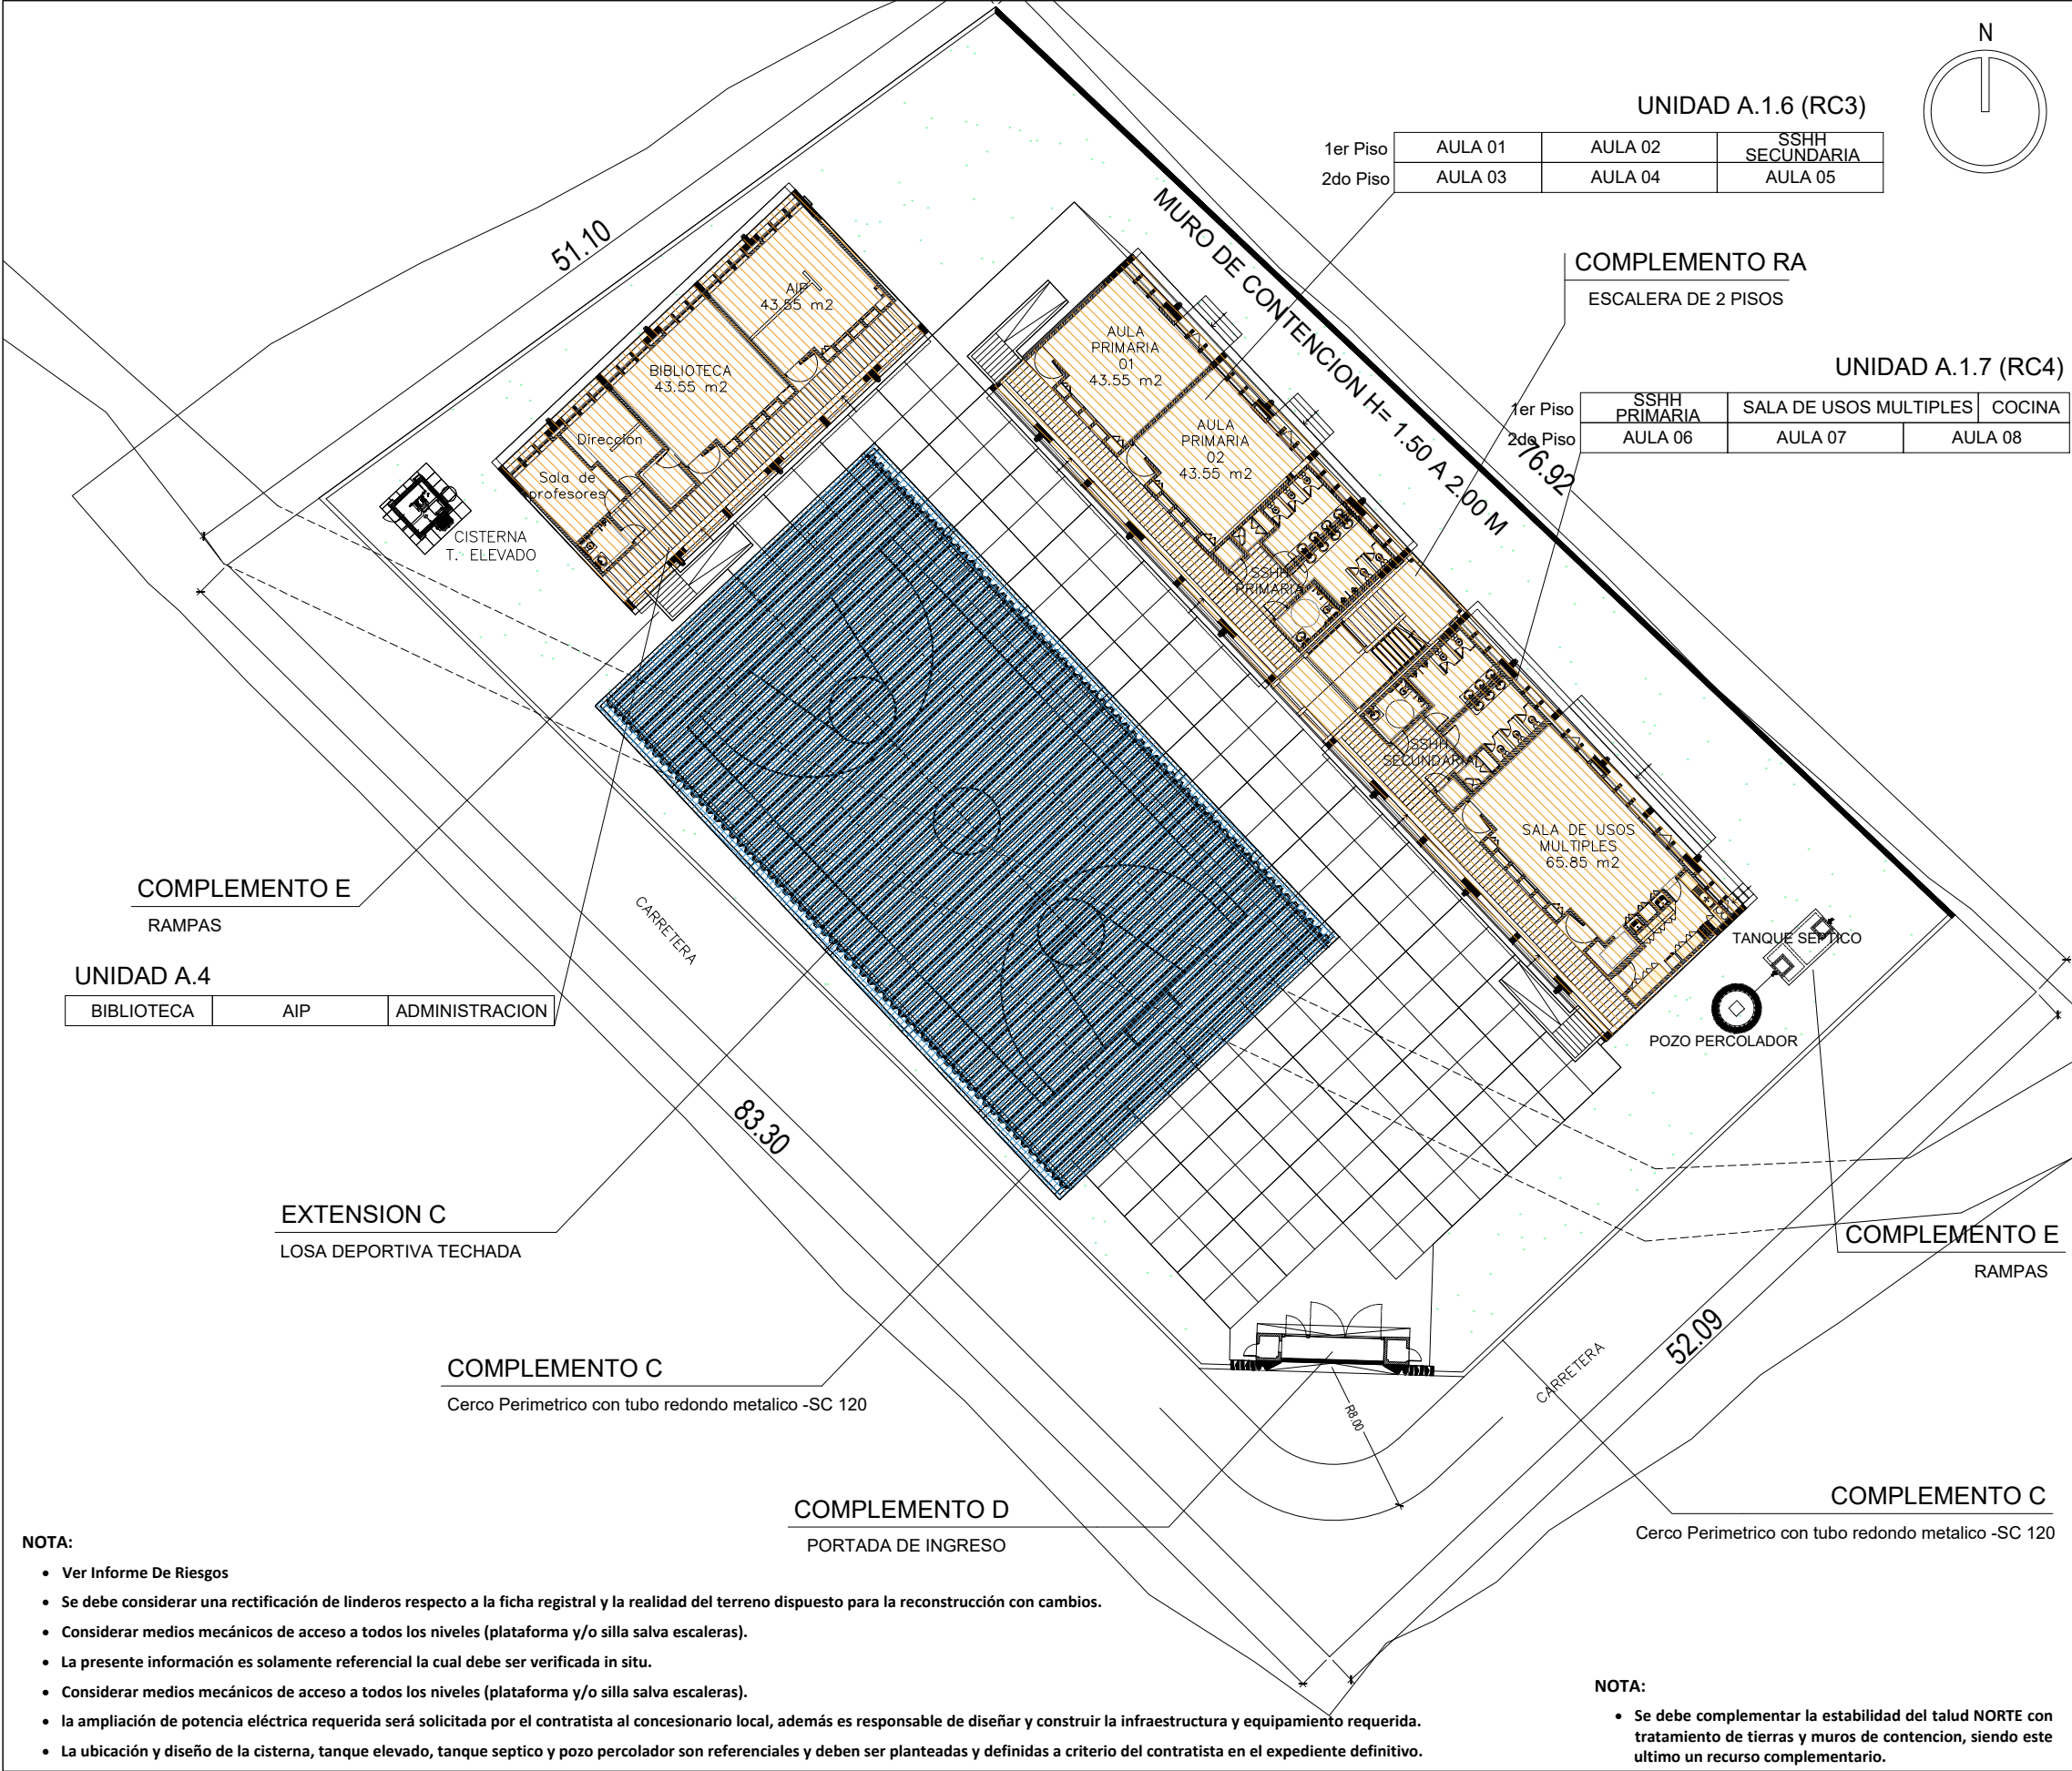 N
UNIDAD A.1.6 (RC3)
1er Piso AULA 01 AULA 02 SSHH SECUNDARIA
2do Piso AULA 03 AULA 04 AULA 05
MURO DE CONTENCION H= 1.50 A 2.00 M
51.10
COMPLEMENTO RA
ESCALERA DE 2 PISOS
UNIDAD A.1.7 (RC4)
1er Piso SSHH PRIMARIA SALA DE USOS MULTIPLES COCINA
2do Piso AULA 06 AULA 07 AULA 08
76.92
AIP
43.55 m2
BIBLIOTECA
43.55 m2
Direccion
Sala de
profesores
CISTERNA
T. ELEVADO
AULA
PRIMARIA
01
43.55 m2
AULA
PRIMARIA
02
43.55 m2
SSHH
PRIMARIA
SSHH
SECUNDARIA
SALA DE USOS
MULTIPLES
65.85 m2
TANQUE SEPTICO
POZO PERCOLADOR
COMPLEMENTO E
RAMPAS
UNIDAD A.4
BIBLIOTECA AIP ADMINISTRACION
CARRETERA
83.30
EXTENSION C
LOSA DEPORTIVA TECHADA
COMPLEMENTO E
RAMPAS
COMPLEMENTO C
Cerco Perimetrico con tubo redondo metalico -SC 120
52.09
CARRETERA
R8.00
COMPLEMENTO D
PORTADA DE INGRESO
COMPLEMENTO C
Cerco Perimetrico con tubo redondo metalico -SC 120
NOTA:
• Ver Informe De Riesgos
• Se debe considerar una rectificación de linderos respecto a la ficha registral y la realidad del terreno dispuesto para la reconstrucción con cambios.
• Considerar medios mecánicos de acceso a todos los niveles (plataforma y/o silla salva escaleras).
• La presente información es solamente referencial la cual debe ser verificada in situ.
• Considerar medios mecánicos de acceso a todos los niveles (plataforma y/o silla salva escaleras).
• la ampliación de potencia eléctrica requerida será solicitada por el contratista al concesionario local, además es responsable de diseñar y construir la infraestructura y equipamiento requerida.
• La ubicación y diseño de la cisterna, tanque elevado, tanque septico y pozo percolador son referenciales y deben ser planteadas y definidas a criterio del contratista en el expediente definitivo.
NOTA:
• Se debe complementar la estabilidad del talud NORTE con
tratamiento de tierras y muros de contencion, siendo este
ultimo un recurso complementario.